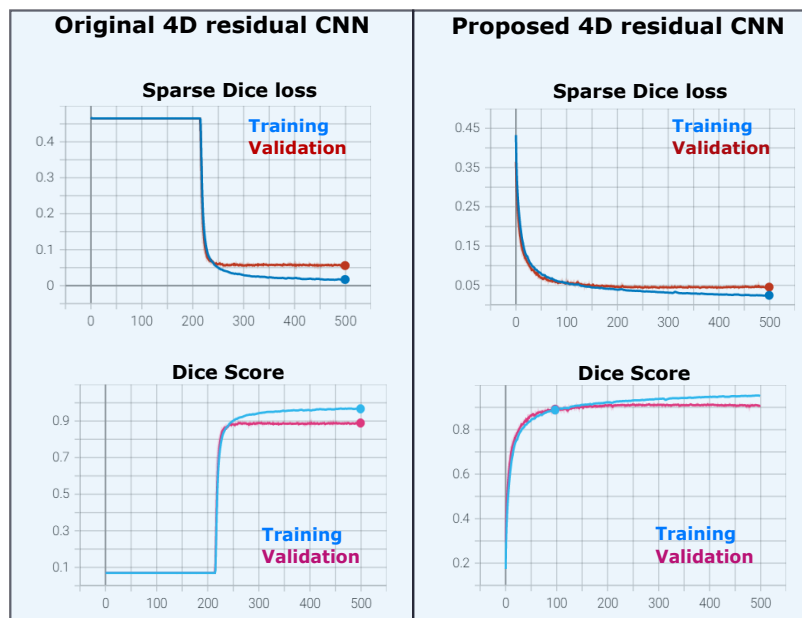 Original 4D residual CNN
Sparse Dice loss
Training
Validation
0.4
0.3
0.2
0.1
0
0 100 200 300 400 500
Dice Score
0.9
0.7
0.5
0.3
0.1
Training
Validation
0 100 200 300 400 500
Proposed 4D residual CNN
Sparse Dice loss
0.45
Training
Validation
0.35
0.25
0.15
0.05
0 100 200 300 400 500
Dice Score
0.8
0.6
0.4
Training
Validation
0.2
0 100 200 300 400 500